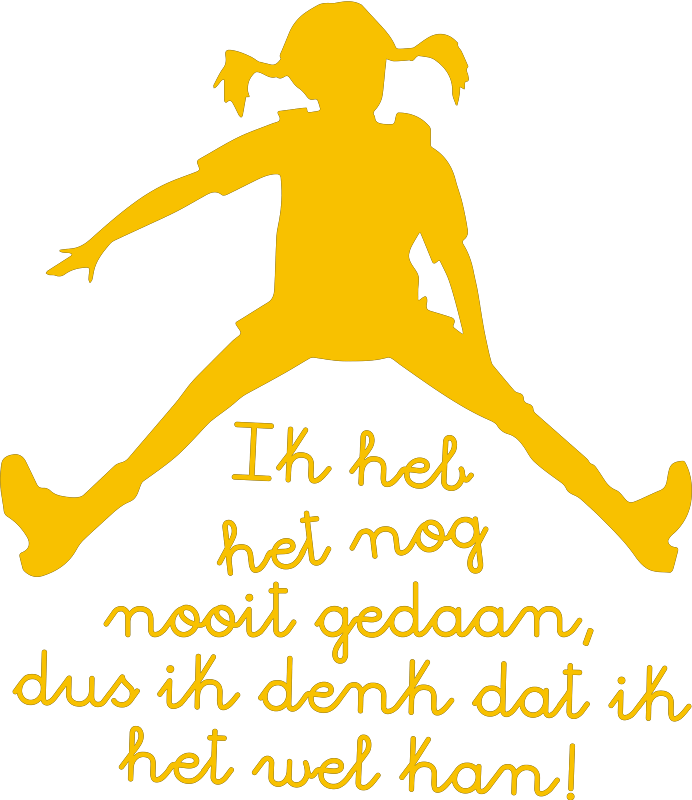 Ik heb
het nog
nooit gedaan,
dus ik denk dat ik
het wel kan!